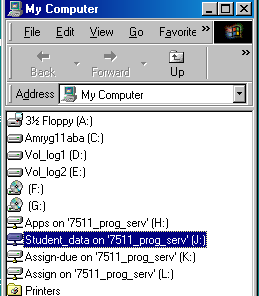 My Computer
File Edit View Go Favorite »
Back Forward Up
Address My Computer
3½ Floppy (A:)
Amryg11aba (C:)
Vol_log1 (D:)
Vol_log2 (E:)
(F:)
(G:)
Apps on '7511_prog_serv' (H:)
Student_data on '7511_prog_serv' (J:)
Assign-due on '7511_prog_serv' (K:)
Assign on '7511_prog_serv' (L:)
Printers